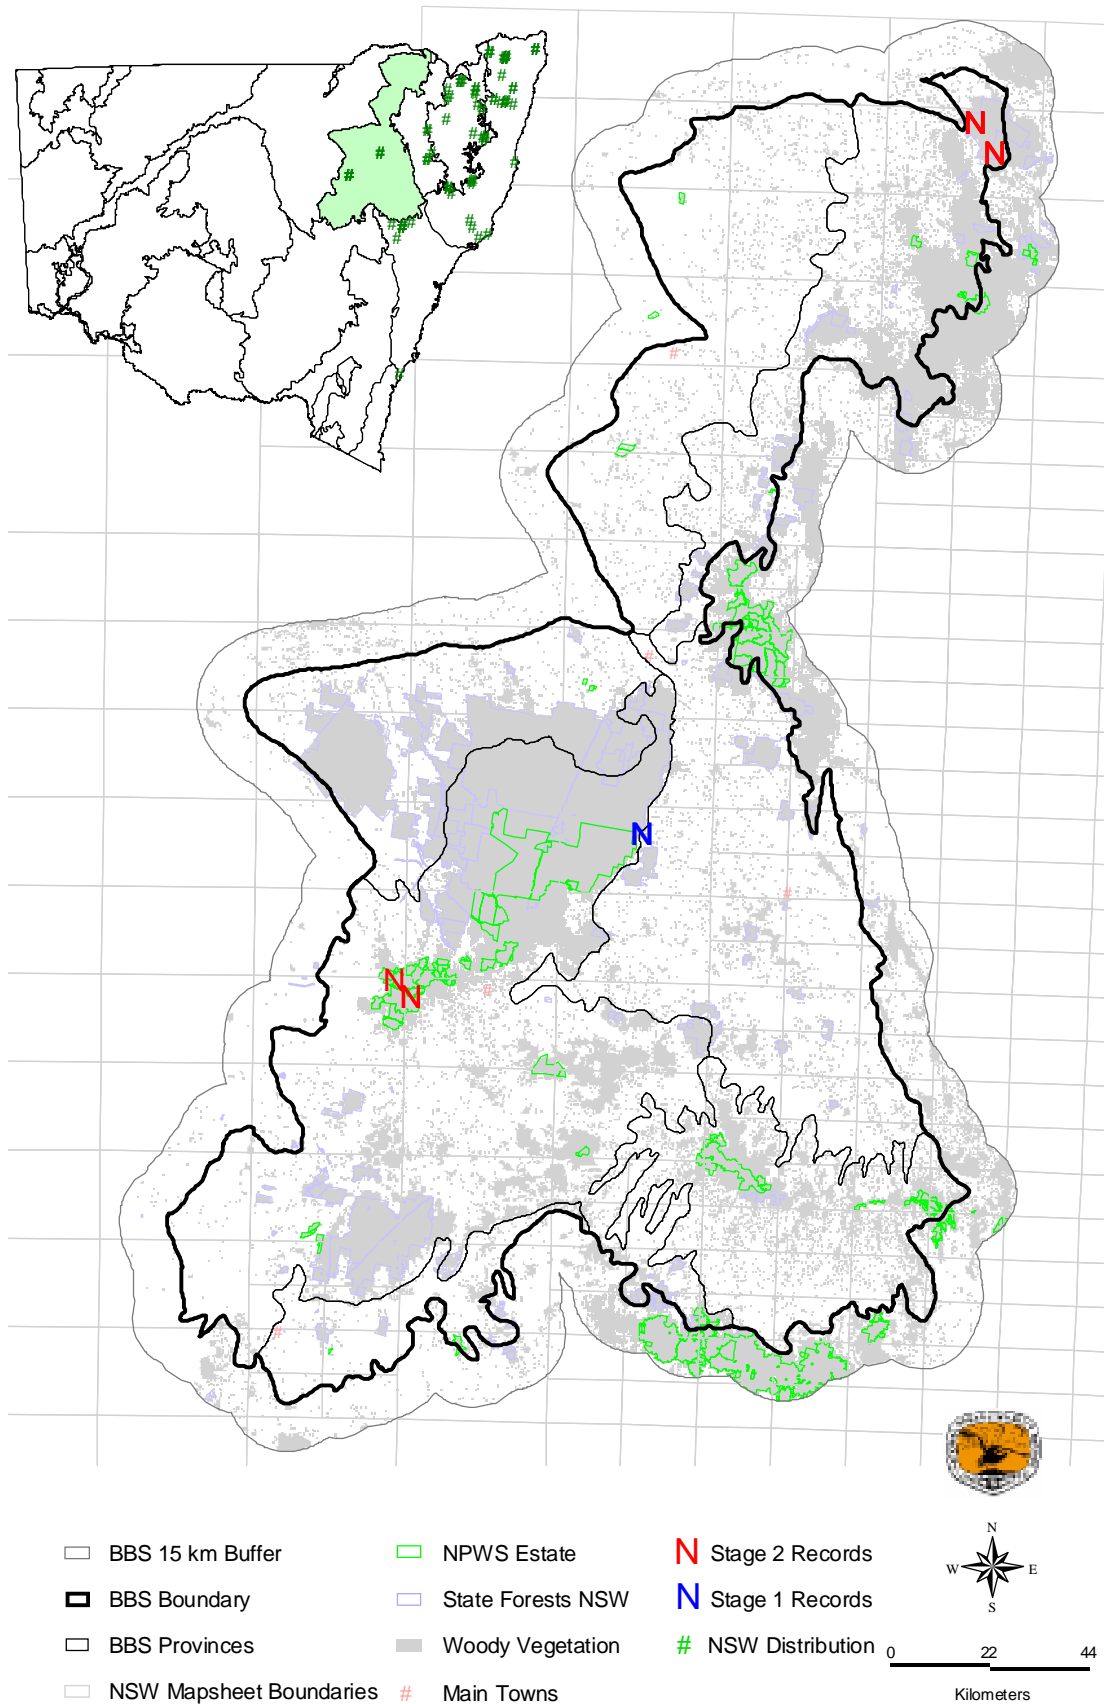 N
N
N
N
N
BBS 15 km Buffer
NPWS Estate
N Stage 2 Records
BBS Boundary
State Forests NSW
N Stage 1 Records
BBS Provinces
Woody Vegetation
# NSW Distribution
NSW Mapsheet Boundaries
# Main Towns
N
W E
S
0 22 44
Kilometers